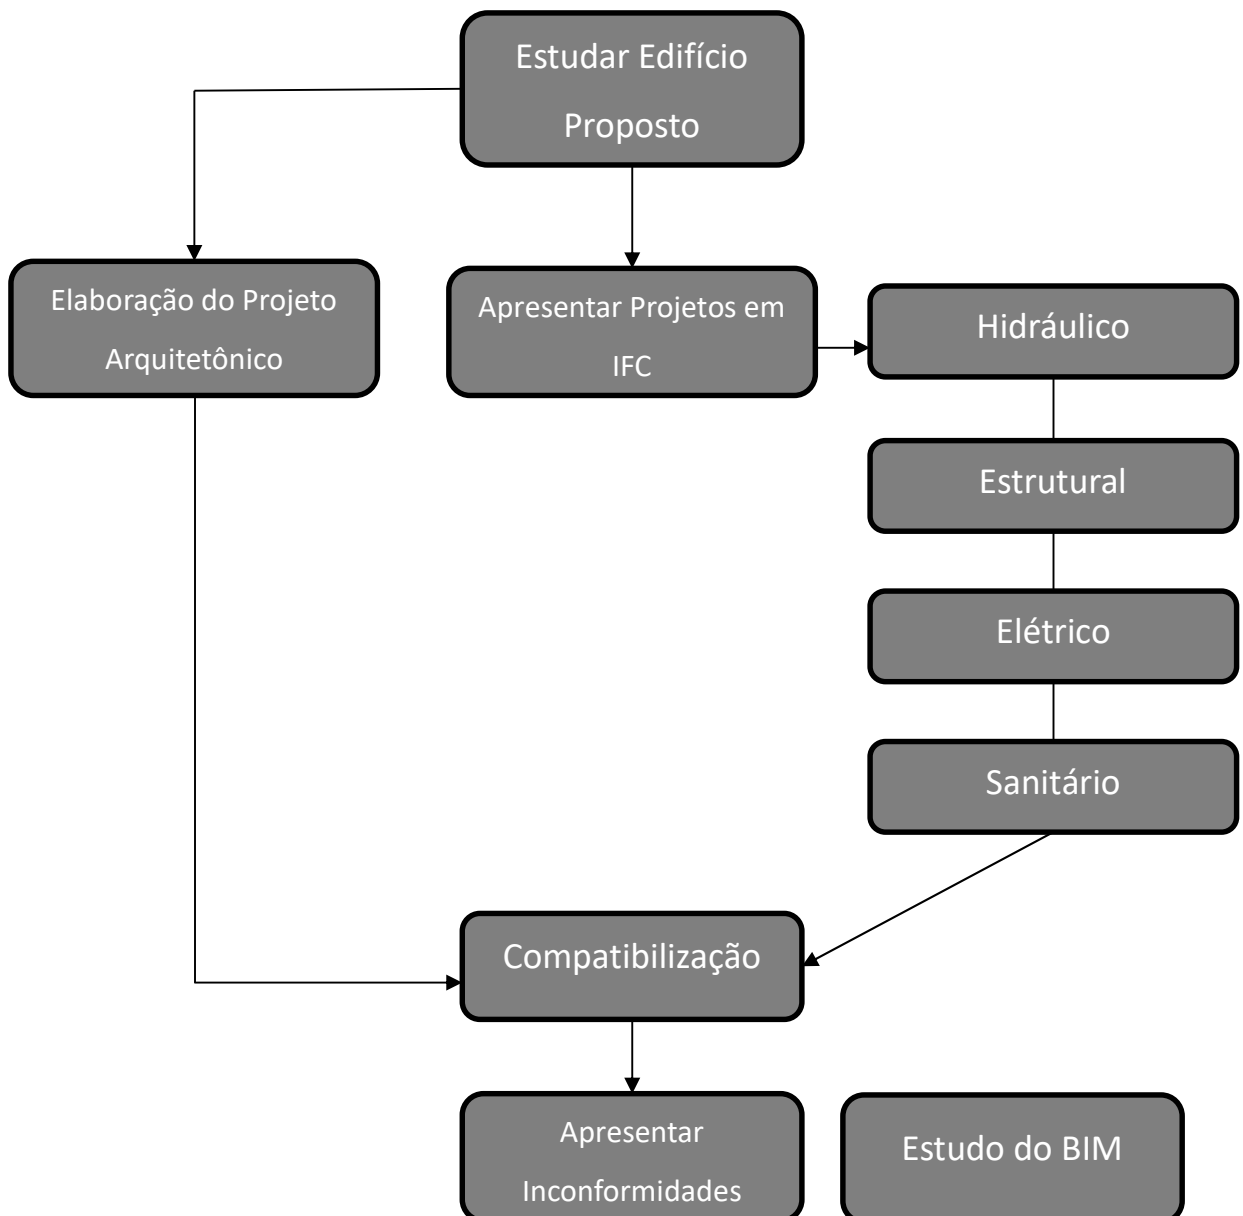 Estudar Edifício
Proposto
Elaboração do Projeto
Arquitetônico
Apresentar Projetos em
IFC
Hidráulico
Estrutural
Elétrico
Sanitário
Compatibilização
Apresentar
Inconformidades
Estudo do BIM